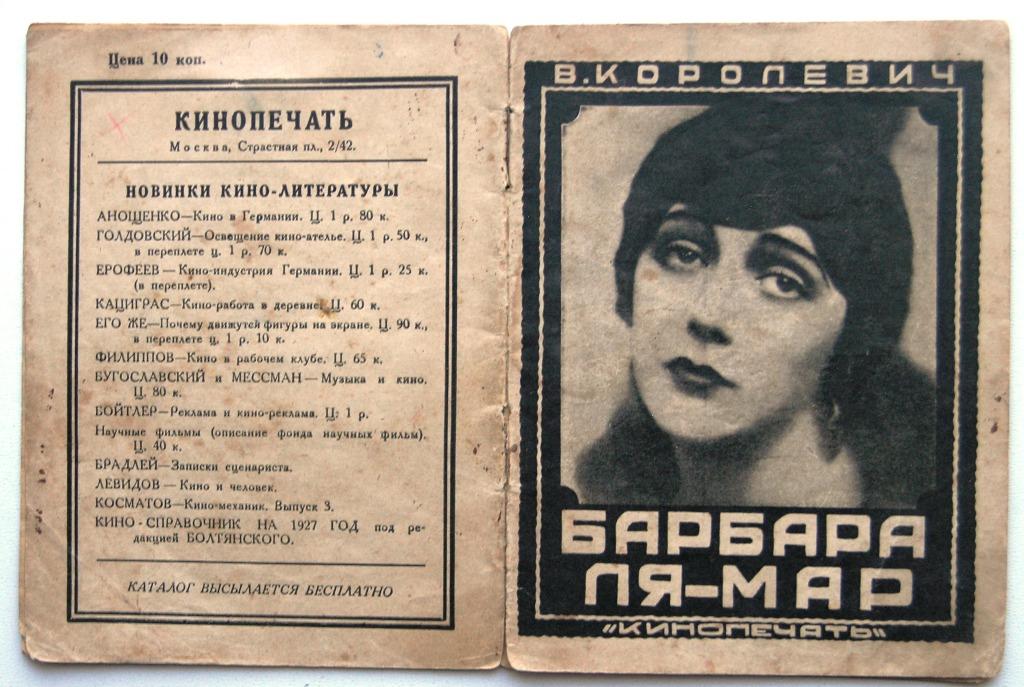 Цена 10 коп.
КИНОПЕЧАТЬ
Москва, Страстная пл., 2/42.
НОВИНКИ КИНО-ЛИТЕРАТУРЫ
АНОЩЕНКО—Кино в Германии. Ц. 1 р. 80 к.
ГОЛДОВСКИЙ—Освещение кино-ателье. Ц. 1 р. 50 к.,
в переплете ц. 1 р. 70 к.
ЕРОФЕЕВ — Кино-индустрия Германии. Ц. 1 р. 25 к.
(в переплете).
КАЦИГРАС—Кино-работа в деревне. Ц. 60 к.
ЕГО ЖЕ—Почему движутся фигуры на экране. Ц. 90 к.,
в переплете ц. 1 р. 10 к.
ФИЛИППОВ—Кино в рабочем клубе. Ц. 65 к.
БУГОСЛАВСКИЙ и МЕССМАН — Музыка и кино.
Ц. 80 к.
БОЙТЛЕР—Реклама и кино-реклама. Ц. 1 р.
Научные фильмы (описание фонда научных фильм).
Ц. 40 к.
БРАДЛЕЙ—Записки сценариста.
ЛЕВИДОВ — Кино и человек.
КОСМАТОВ—Кино-механик. Выпуск 3.
КИНО-СПРАВОЧНИК НА 1927 ГОД под ре-
дакцией БОЛТЯНСКОГО.
КАТАЛОГ ВЫСЫЛАЕТСЯ БЕСПЛАТНО
В. КОРОЛЕВИЧ
БАРБАРА
ЛЯ-МАР
"КИНОПЕЧАТЬ"